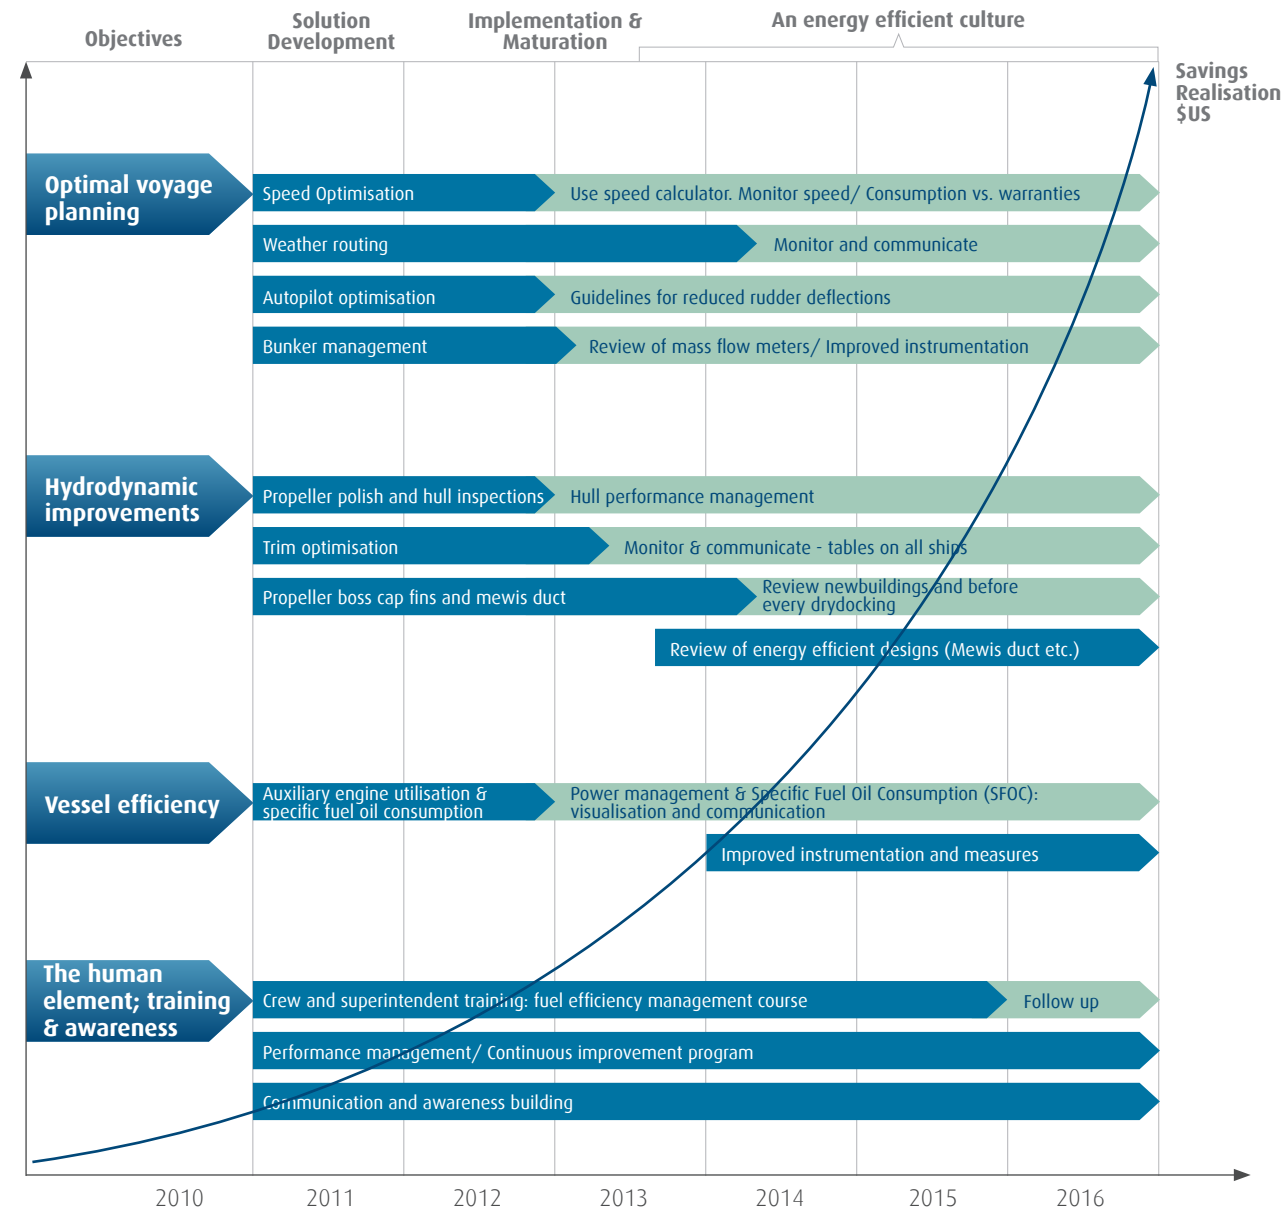 Objectives
Solution
Development
Implementation &
Maturation
An energy efficient culture
Savings
Realisation
$US
Optimal voyage
planning
Speed Optimisation
Use speed calculator. Monitor speed/ Consumption vs. warranties
Weather routing
Monitor and communicate
Autopilot optimisation
Guidelines for reduced rudder deflections
Bunker management
Review of mass flow meters/ Improved instrumentation
Hydrodynamic
improvements
Propeller polish and hull inspections
Hull performance management
Trim optimisation
Monitor & communicate - tables on all ships
Propeller boss cap fins and mewis duct
Review newbuildings and before
every drydocking
Review of energy efficient designs (Mewis duct etc.)
Vessel efficiency
Auxiliary engine utilisation &
specific fuel oil consumption
Power management & Specific Fuel Oil Consumption (SFOC):
visualisation and communication
Improved instrumentation and measures
The human
element; training
& awareness
Crew and superintendent training: fuel efficiency management course
Follow up
Performance management/ Continuous improvement program
Communication and awareness building
2010
2011
2012
2013
2014
2015
2016